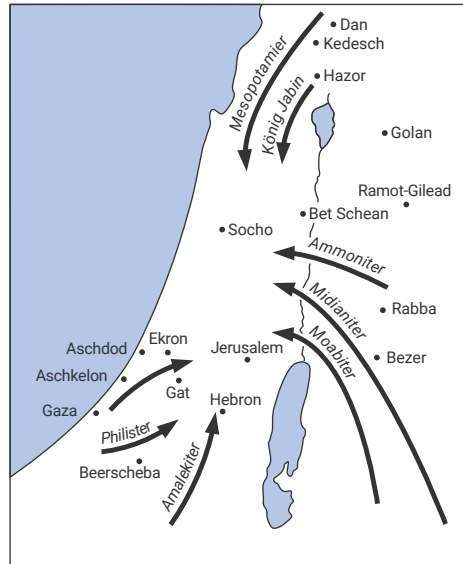 Dan
Kedesch
Mesopotamier
Hazor
König Jabin
Golan
Ramot-Gilead
Bet Schean
Socho
Ammoniter
Midianiter
Rabba
Moabiter
Ekron
Aschdod
Jerusalem
Bezer
Aschkelon
Gat
Hebron
Gaza
Philister
Beerscheba
Amalekiter